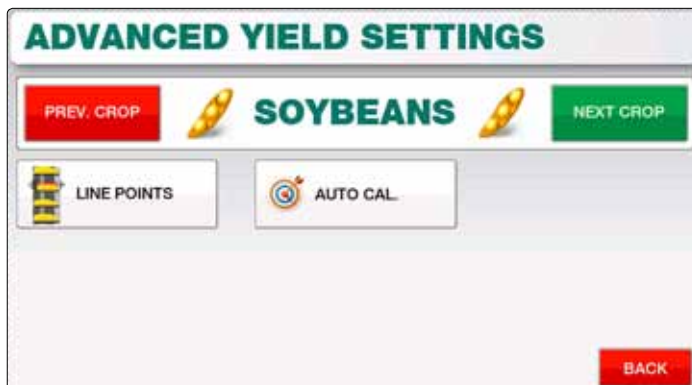 ADVANCED YIELD SETTINGS
PREV. CROP SOYBEANS NEXT CROP
LINE POINTS AUTO CAL.
BACK